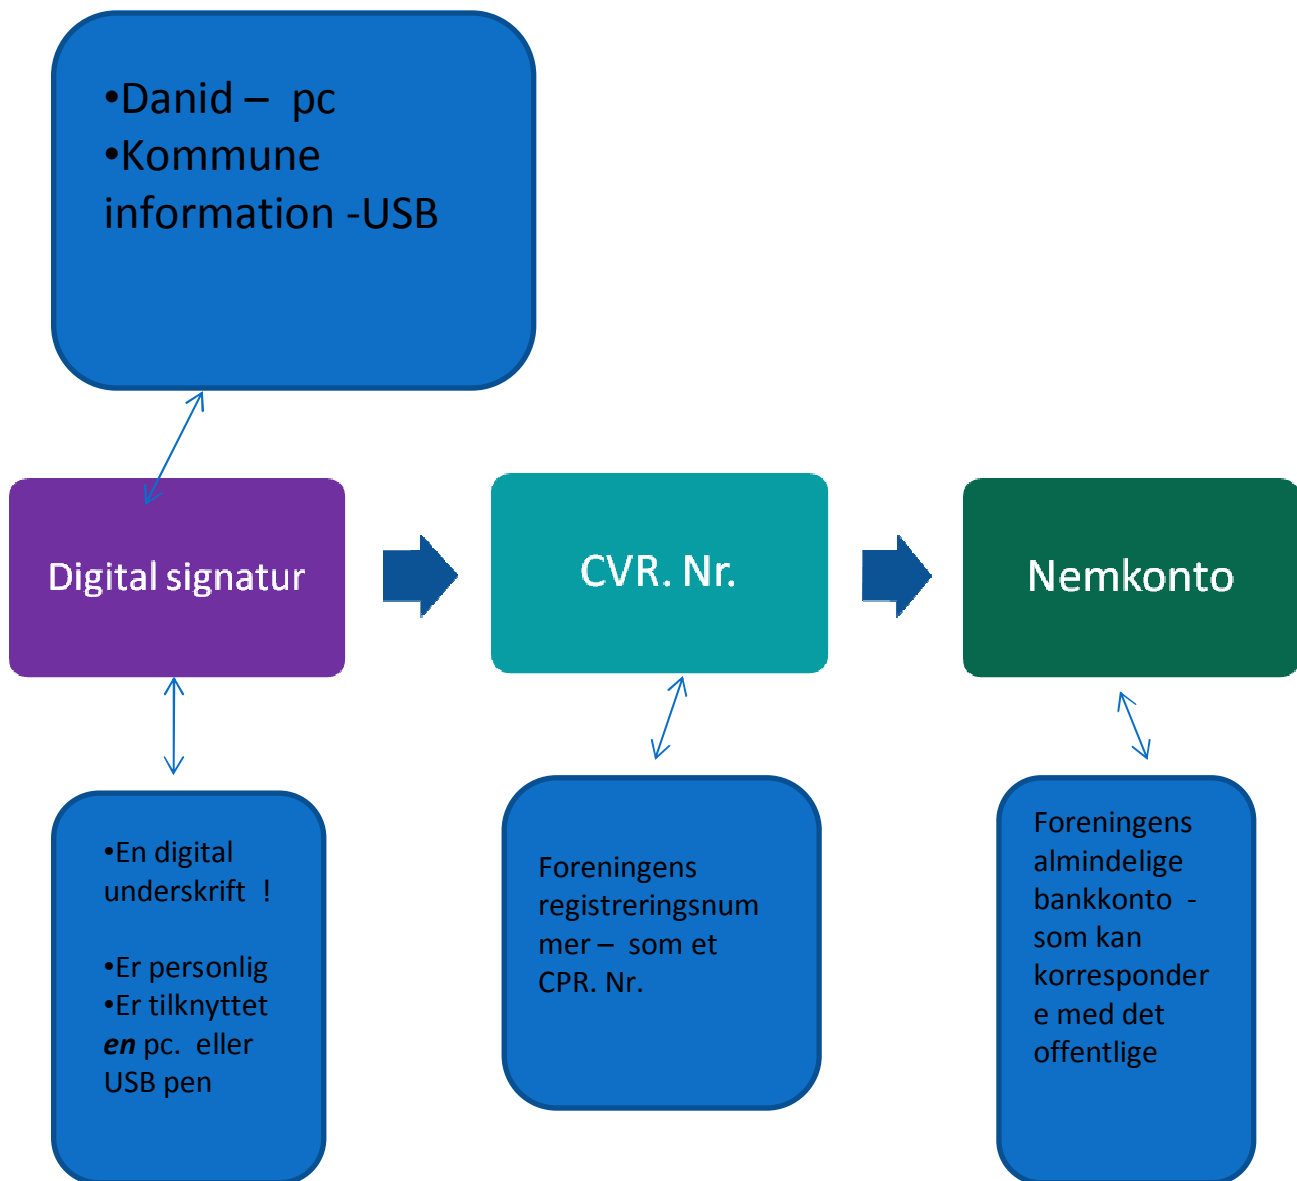 •Danid – pc
•Kommune
information -USB
Digital signatur
CVR. Nr.
Nemkonto
•En digital
underskrift !
•Er personlig
•Er tilknyttet
en pc. eller
USB pen
Foreningens
registreringsnum
mer – som et
CPR. Nr.
Foreningens
almindelige
bankkonto -
som kan
korresponder
e med det
offentlige